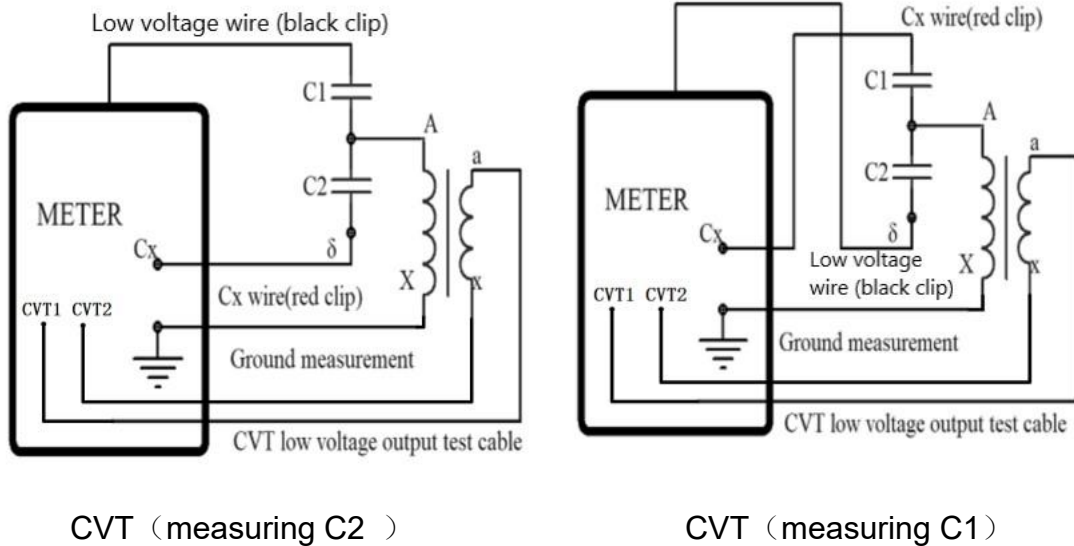 Low voltage wire (black clip)
C1
A
a
C2
METER
Cx
δ
X
x
Cx wire(red clip)
CVT1 CVT2
Ground measurement
CVT low voltage output test cable
CVT（measuring C2 ）
Cx wire(red clip)
C1
A
a
C2
METER
Cx
δ
Low voltage
wire (black clip)
X
x
CVT1 CVT2
Ground measurement
CVT low voltage output test cable
CVT（measuring C1）